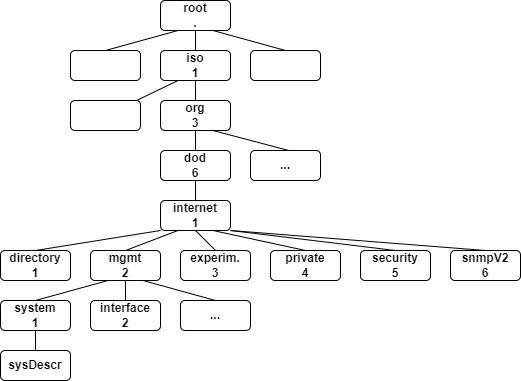 root
.
iso
1
org
3
dod
6
...
internet
1
directory
1
mgmt
2
experim.
3
private
4
security
5
snmpV2
6
system
1
interface
2
...
sysDescr